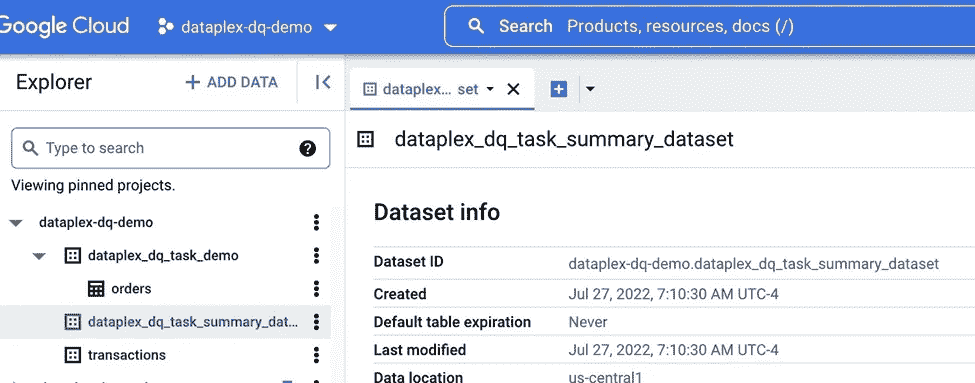 Google Cloud
dataplex-dq-demo
Search Products, resources, docs (/)
Explorer
+ ADD DATA
dataplex... set
Type to search
?
Viewing pinned projects.
dataplex-dq-demo
dataplex_dq_task_demo
orders
dataplex_dq_task_summary_dat...
transactions
dataplex_dq_task_summary_dataset
Dataset info
Dataset ID dataplex-dq-demo.dataplex_dq_task_summary_dataset
Created Jul 27, 2022, 7:10:30 AM UTC-4
Default table expiration Never
Last modified Jul 27, 2022, 7:10:30 AM UTC-4
Data location us-central1